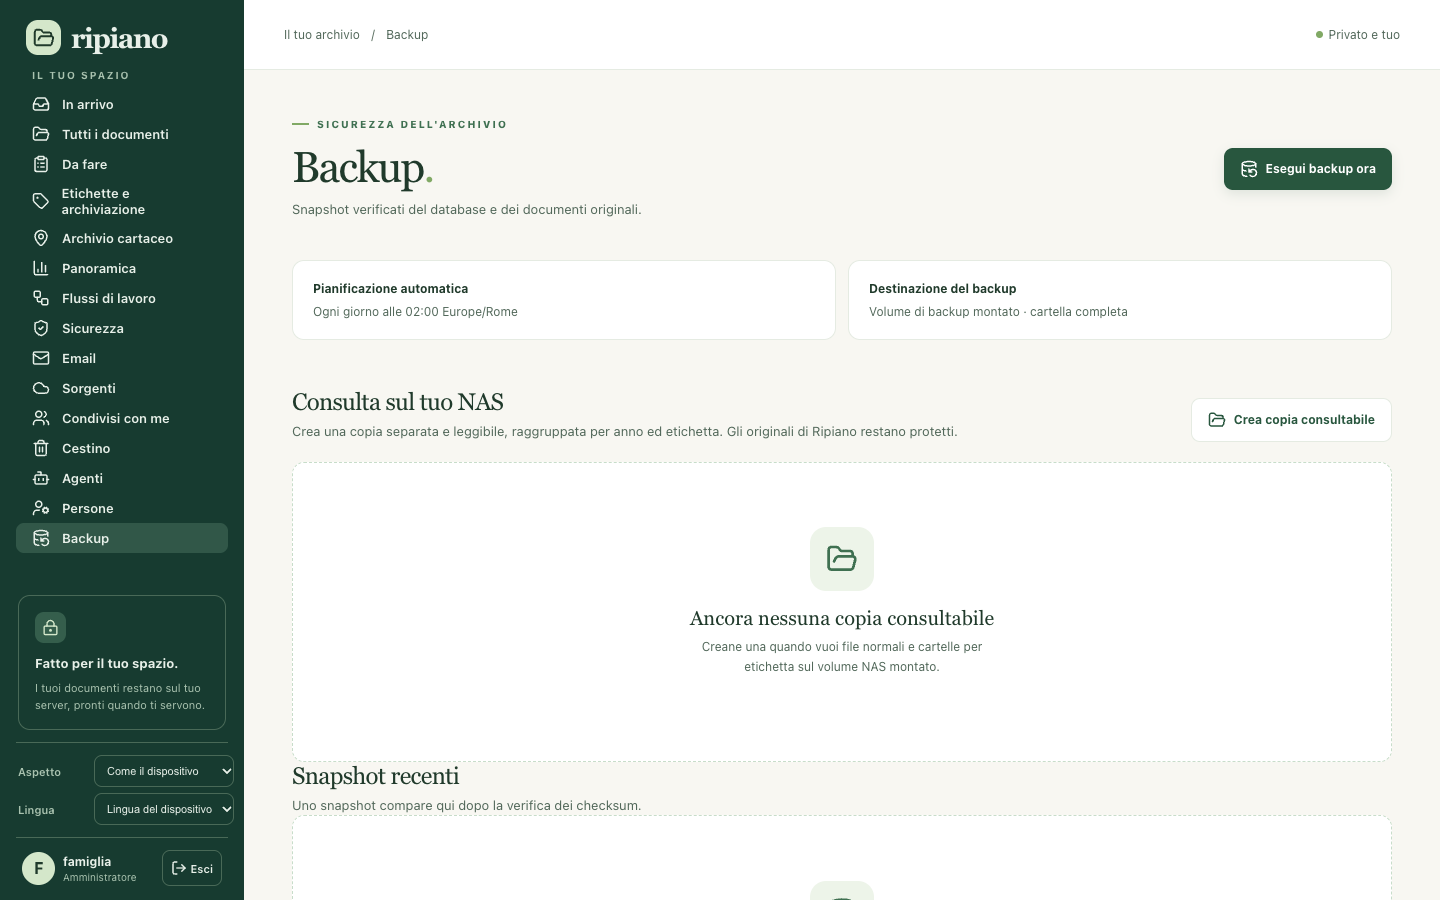 ripiano
IL TUO SPAZIO
In arrivo
Tutti i documenti
Da fare
Etichette e
archiviazione
Archivio cartaceo
Panoramica
Flussi di lavoro
Sicurezza
Email
Sorgenti
Condivisi con me
Cestino
Agenti
Persone
Backup
Fatto per il tuo spazio.
I tuoi documenti restano sul tuo
server, pronti quando ti servono.
Aspetto
Come il dispositivo
Lingua
Lingua del dispositivo
F
famiglia
Amministratore
Esci
Il tuo archivio / Backup
Privato e tuo
SICUREZZA DELL'ARCHIVIO
Backup.
Snapshot verificati del database e dei documenti originali.
Esegui backup ora
Pianificazione automatica
Ogni giorno alle 02:00 Europe/Rome
Destinazione del backup
Volume di backup montato · cartella completa
Consulta sul tuo NAS
Crea una copia separata e leggibile, raggruppata per anno ed etichetta. Gli originali di Ripiano restano protetti.
Crea copia consultabile
Ancora nessuna copia consultabile
Creane una quando vuoi file normali e cartelle per
etichetta sul volume NAS montato.
Snapshot recenti
Uno snapshot compare qui dopo la verifica dei checksum.